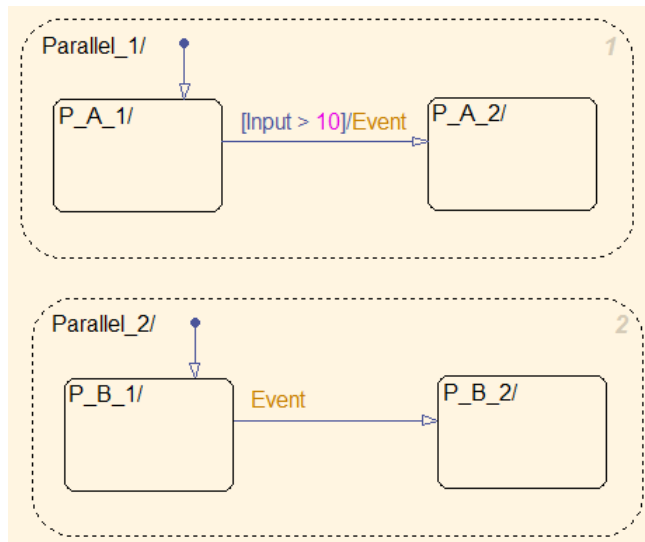 Parallel_1/
1
P_A_1/
[Input > 10]/Event
P_A_2/
Parallel_2/
2
P_B_1/
Event
P_B_2/